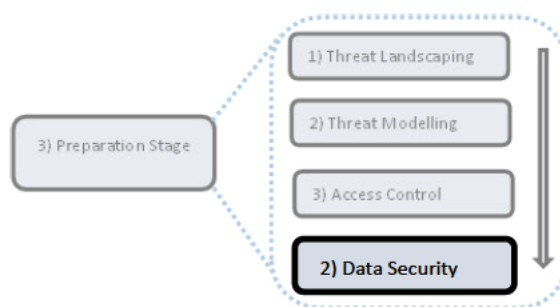 1) Threat Landscaping
2) Threat Modelling
3) Preparation Stage
3) Access Control
2) Data Security